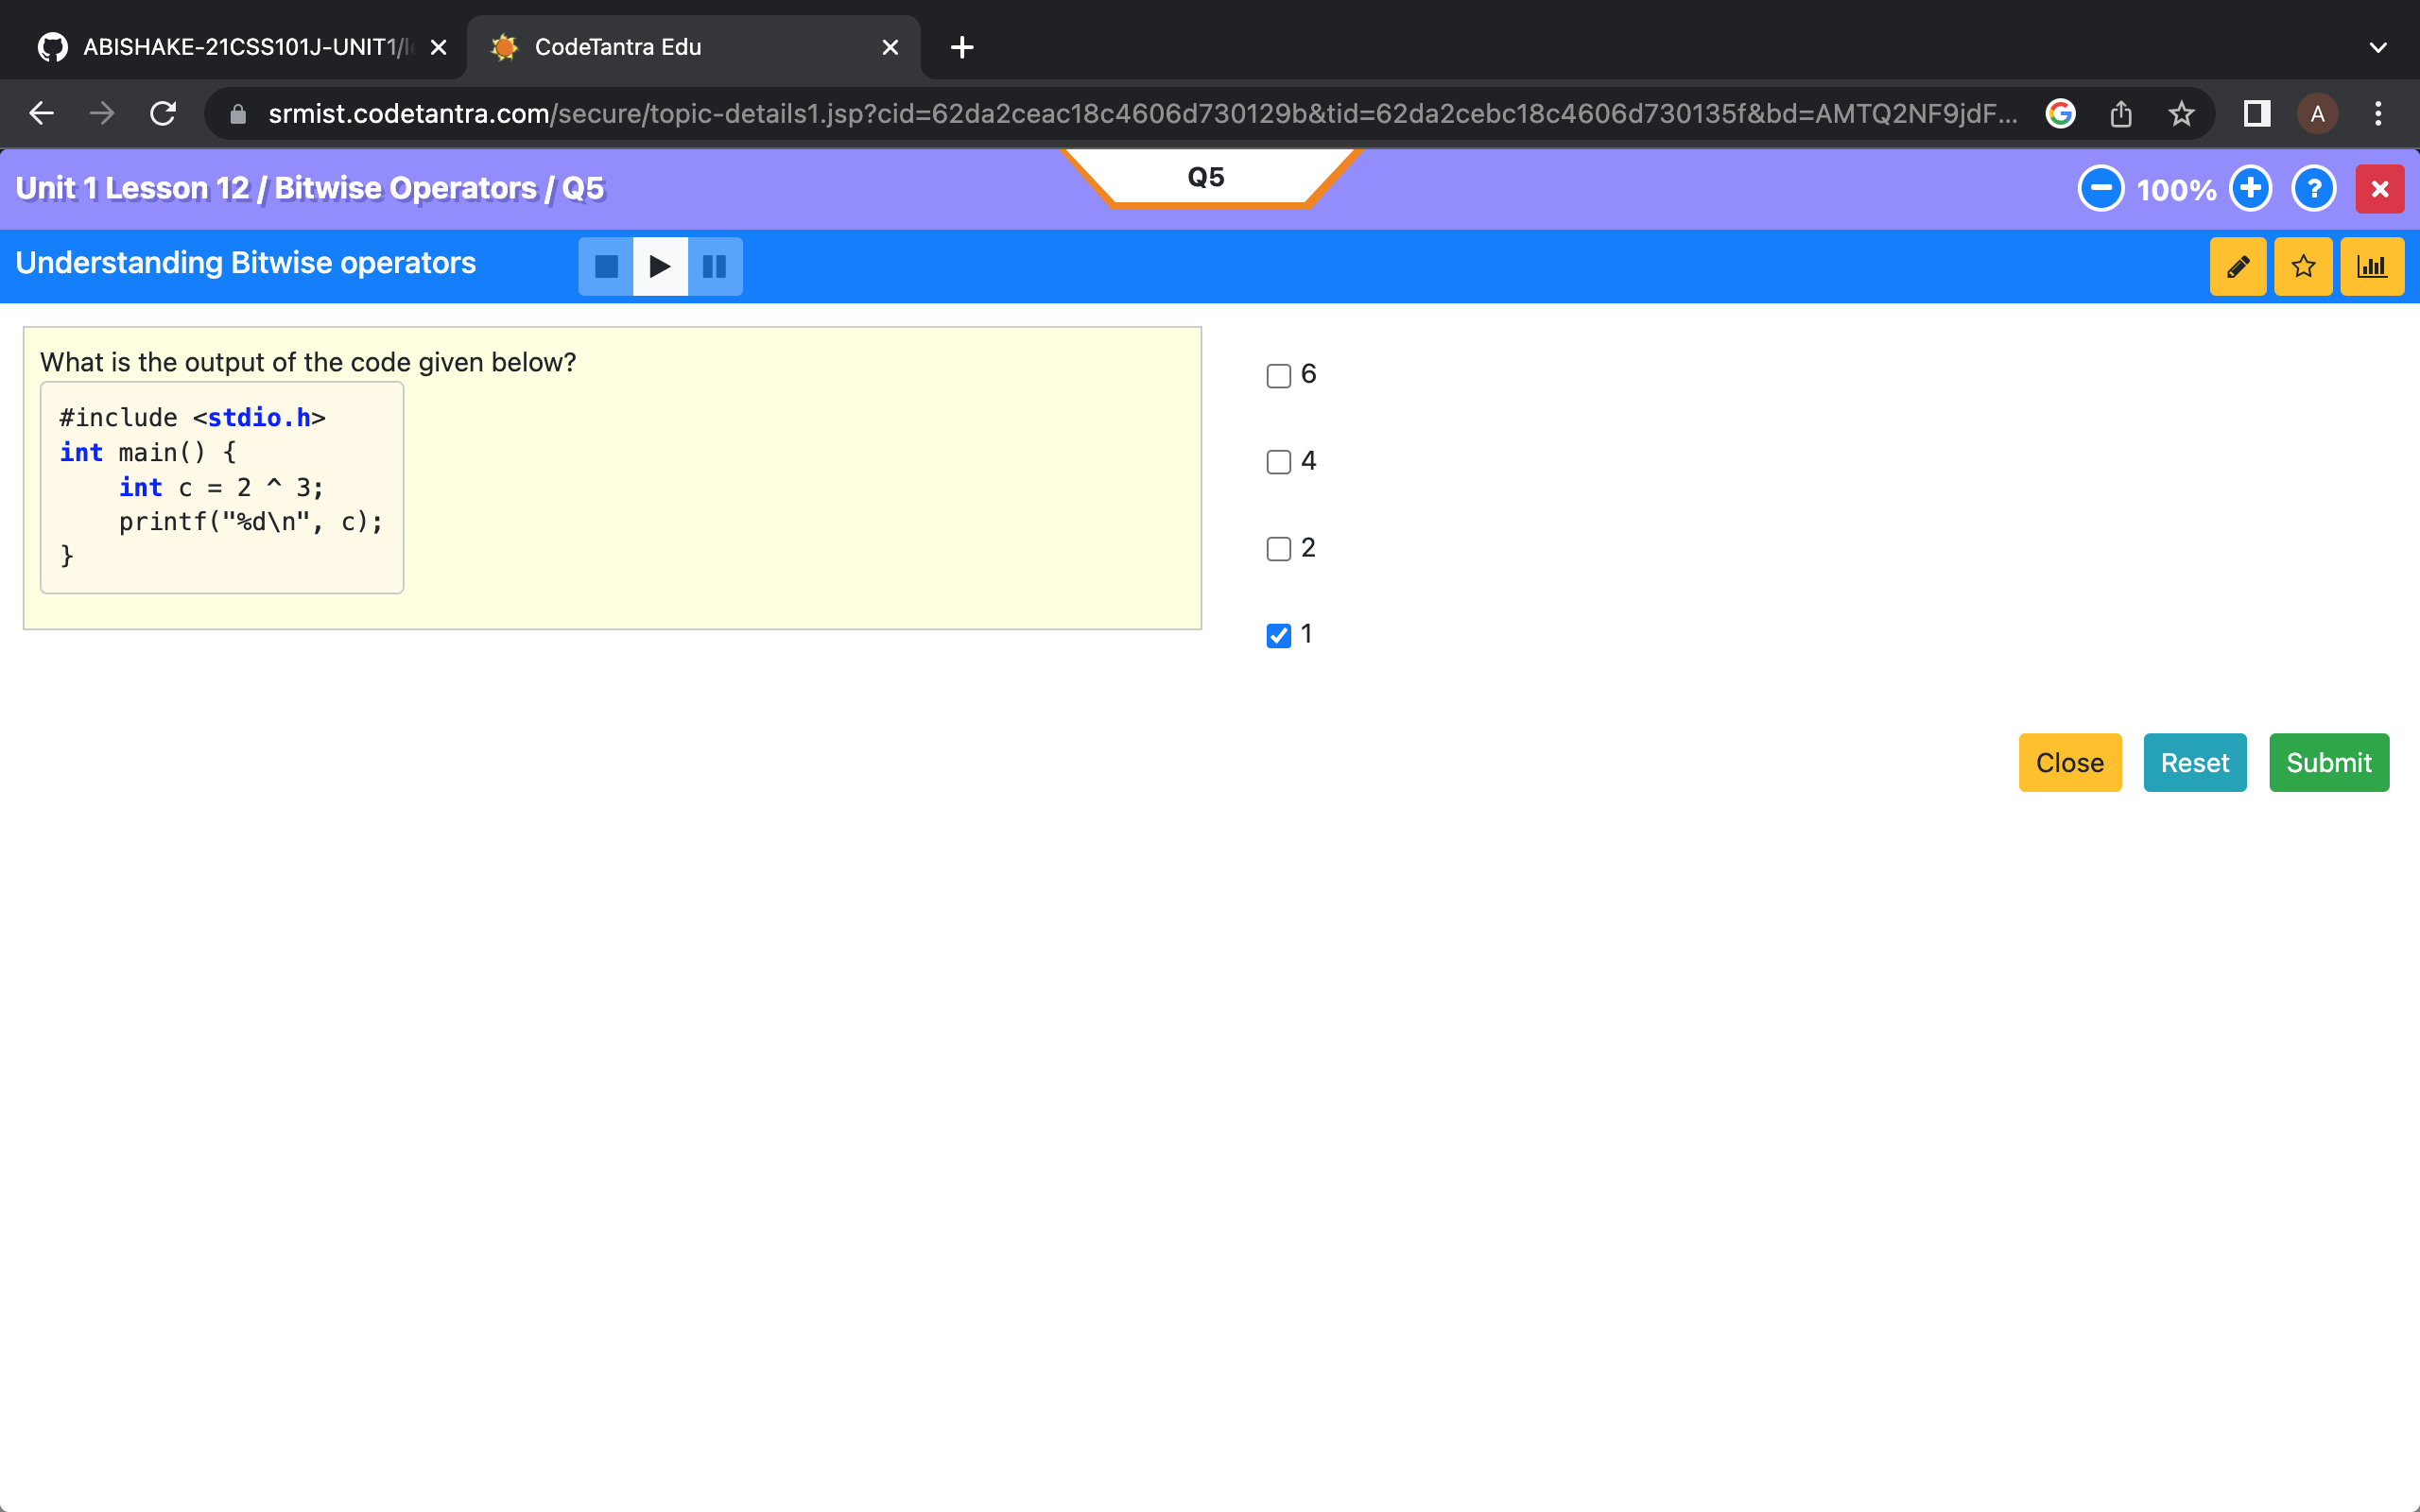 ABISHAKE-21CSS101J-UNIT1/l
CodeTantra Edu
srmist.codetantra.com/secure/topic-details1.jsp?cid=62da2ceac18c4606d730129b&tid=62da2cebc18c4606d730135f&bd=AMTQ2NF9jdF...
A
Unit 1 Lesson 12 / Bitwise Operators / Q5
Q5
100%
?
Understanding Bitwise operators
What is the output of the code given below?
#include <stdio.h>
int main() {
    int c = 2 ^ 3;
    printf("%d\n", c);
}
6
4
2
1
Close
Reset
Submit